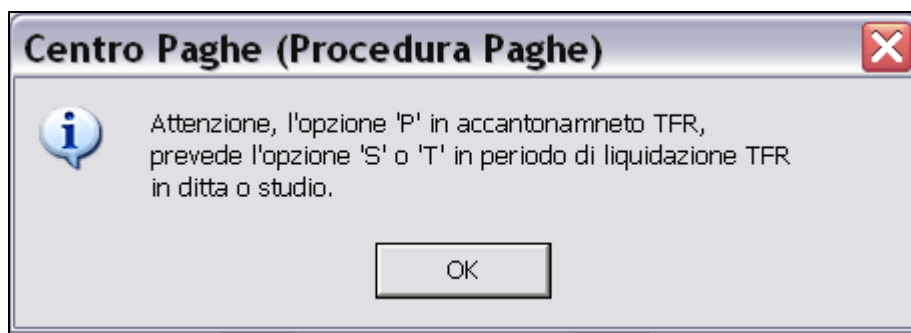 Centro Paghe (Procedura Paghe)
Attenzione, l'opzione 'P' in accantonamneto TFR,
prevede l'opzione 'S' o 'T' in periodo di liquidazione TFR
in ditta o studio.
OK